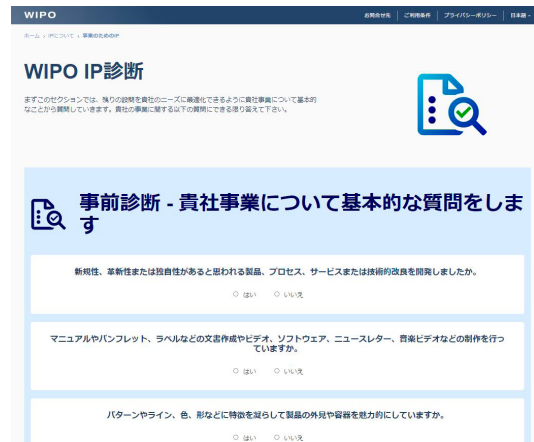 WIPO
お問合せ先 ご利用条件 プライバシーポリシー 日本語
ホーム › IPについて › 事業のためのIP
WIPO IP診断
まずこのセクションでは、残りの設問を貴社のニーズに最適化できるように貴社事業について基本的
なことから質問していきます。貴社の事業に関する以下の質問にできる限り答えて下さい。
事前診断 - 貴社事業について基本的な質問をしま
す
新規性、革新性または独自性があると思われる製品、プロセス、サービスまたは技術的改良を開発しましたか。
はい いいえ
マニュアルやパンフレット、ラベルなどの文書作成やビデオ、ソフトウェア、ニュースレター、音楽ビデオなどの制作を行っ
ていますか。
はい いいえ
パターンやライン、色、形などに特徴を凝らして製品の外見や容器を魅力的にしていますか。
はい いいえ